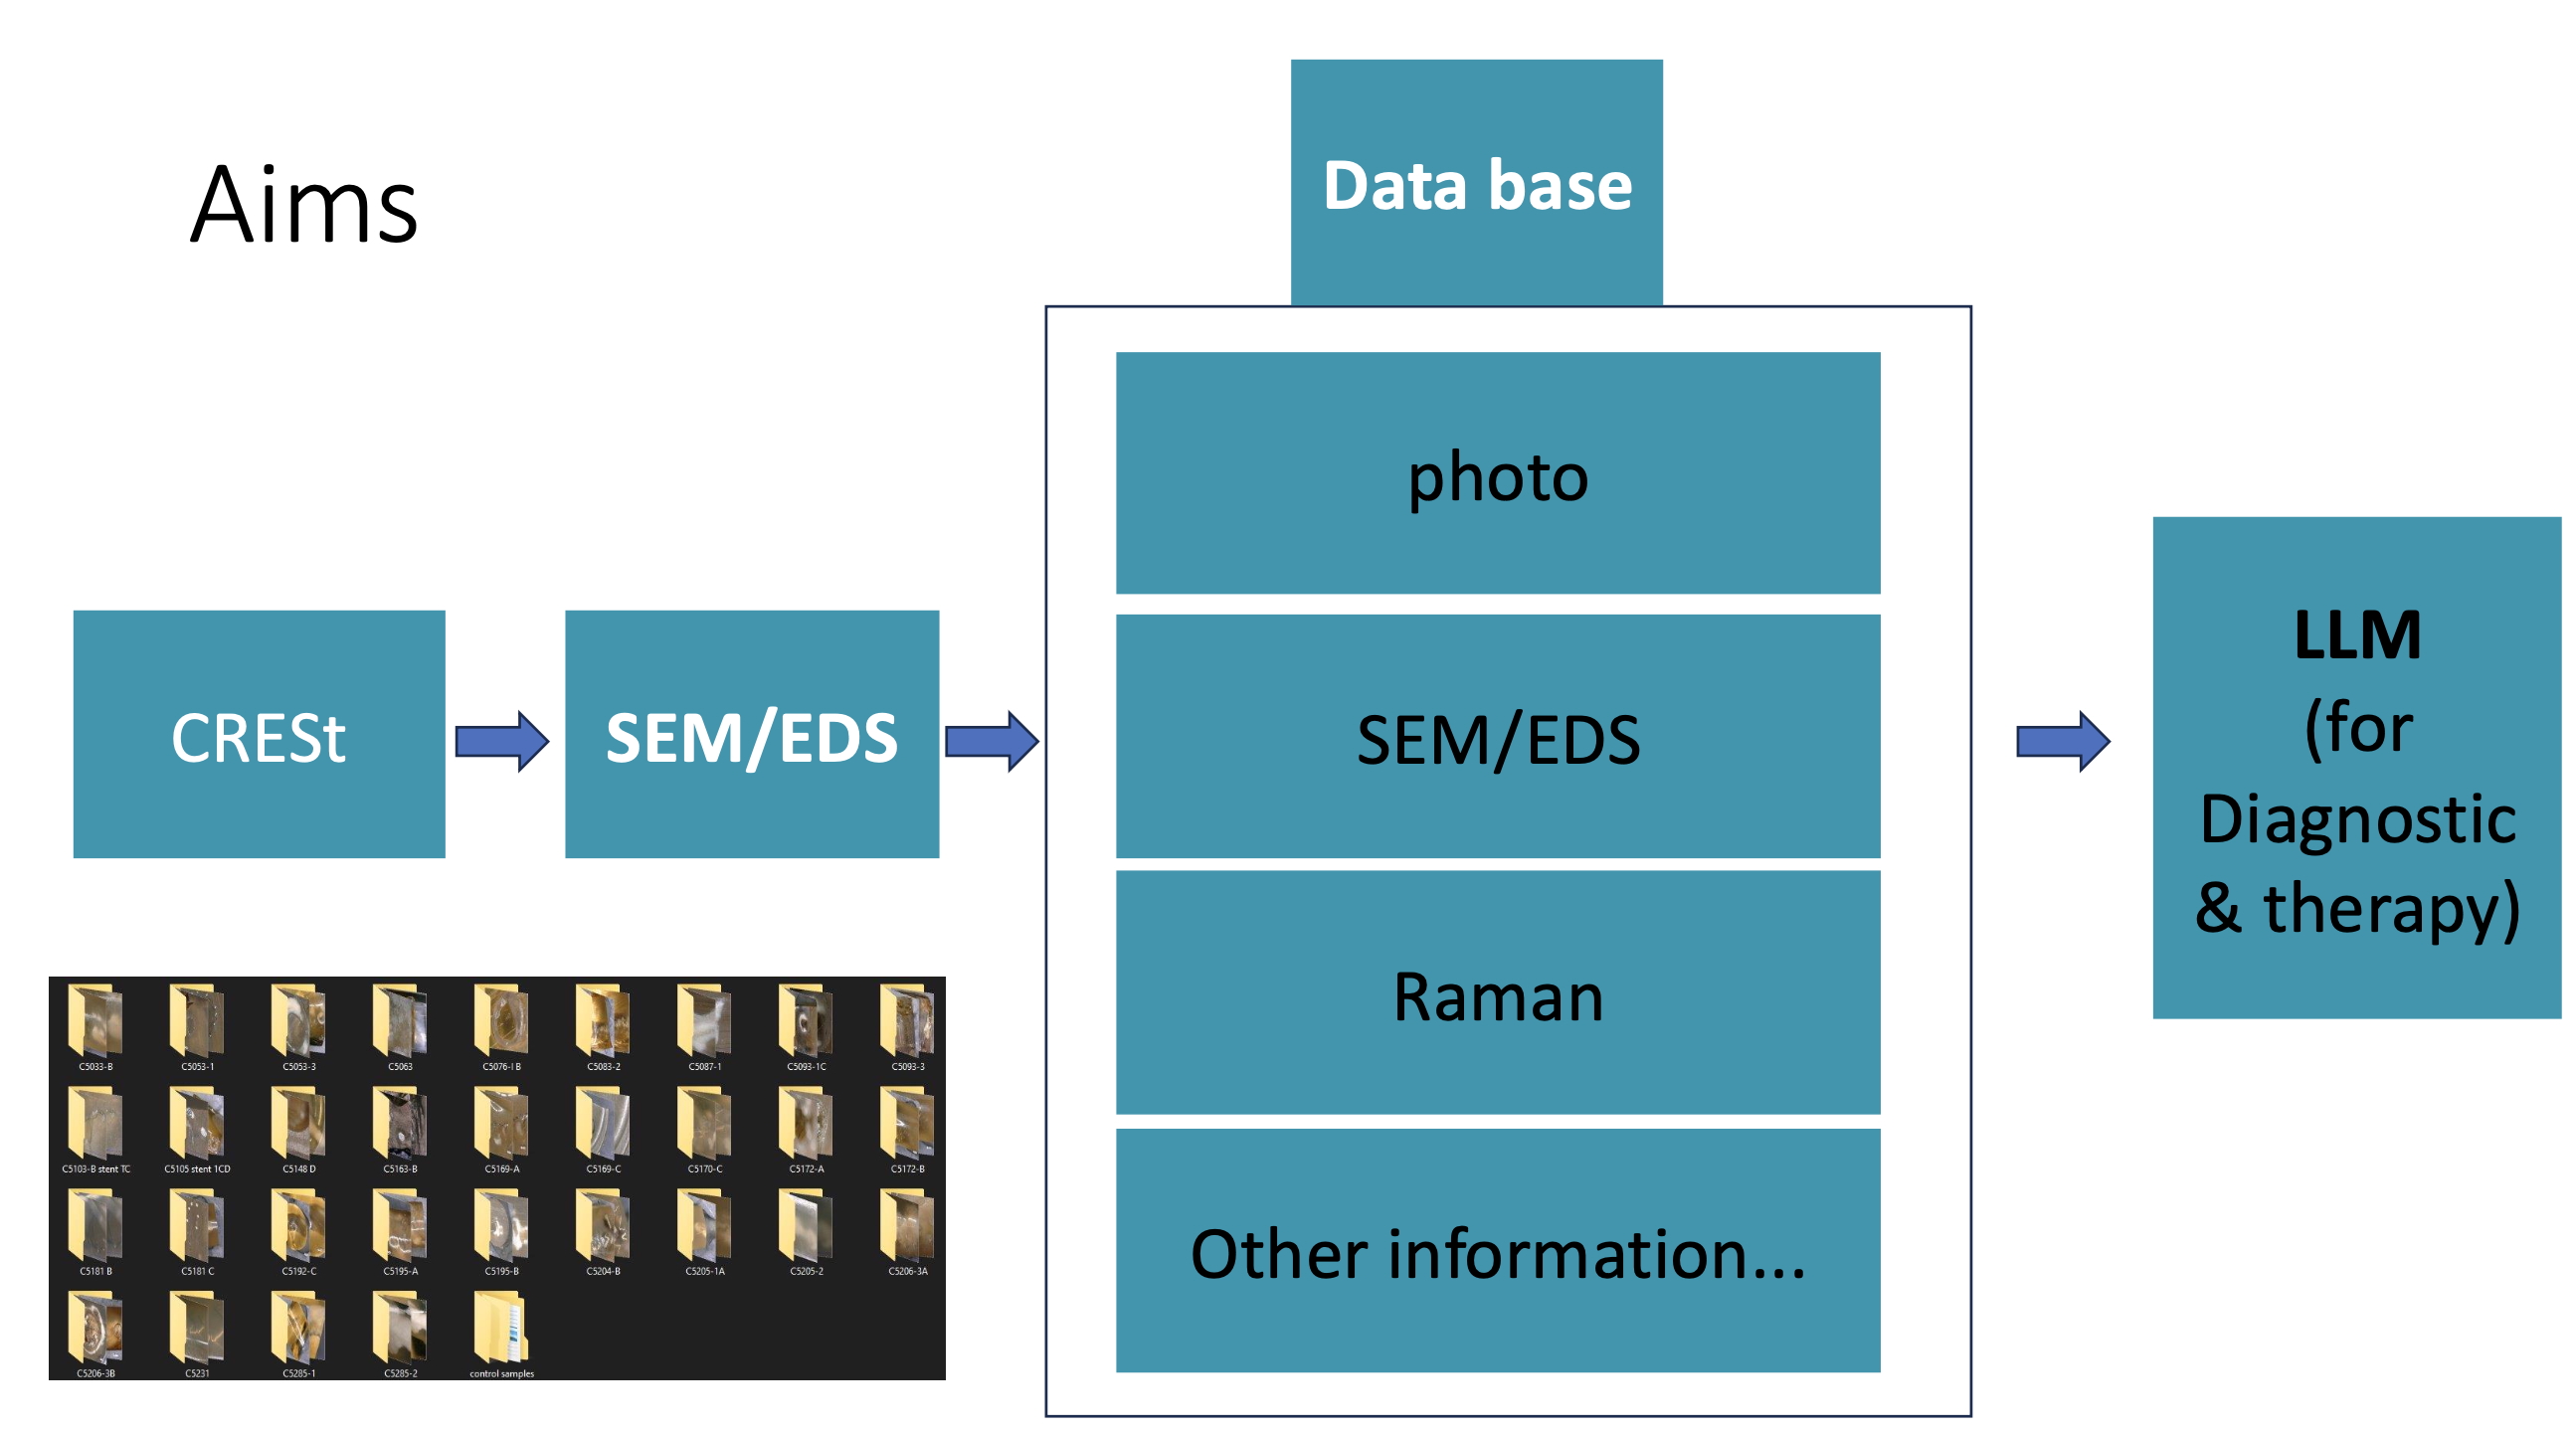 Aims
Data base
photo
CRESt
SEM/EDS
SEM/EDS
Raman
Other information...
LLM
(for
Diagnostic
& therapy)
C5033-B
C5053-1
C5053-3
C5063
C5076-I B
C5083-2
C5087-1
C5093-1C
C5093-3
C5103-B stent TC
C5105 stent 1CD
C5148 D
C5163-B
C5169-A
C5169-C
C5170-C
C5172-A
C5172-B
C5181 B
C5181 C
C5192-C
C5195-A
C5195-B
C5204-B
C5205-1A
C5205-2
C5206-3A
C5206-3B
C5231
C5285-1
C5285-2
control samples